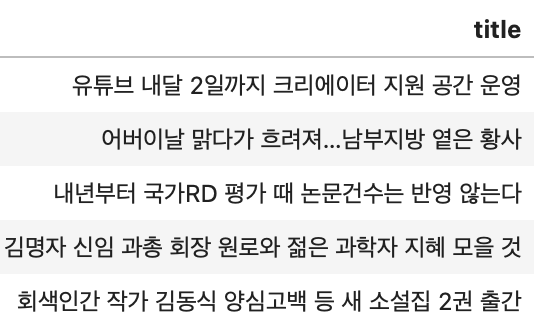 title
유튜브 내달 2일까지 크리에이터 지원 공간 운영
어버이날 맑다가 흐려져...남부지방 옅은 황사
내년부터 국가RD 평가 때 논문건수는 반영 않는다
김명자 신임 과총 회장 원로와 젊은 과학자 지혜 모을 것
회색인간 작가 김동식 양심고백 등 새 소설집 2권 출간